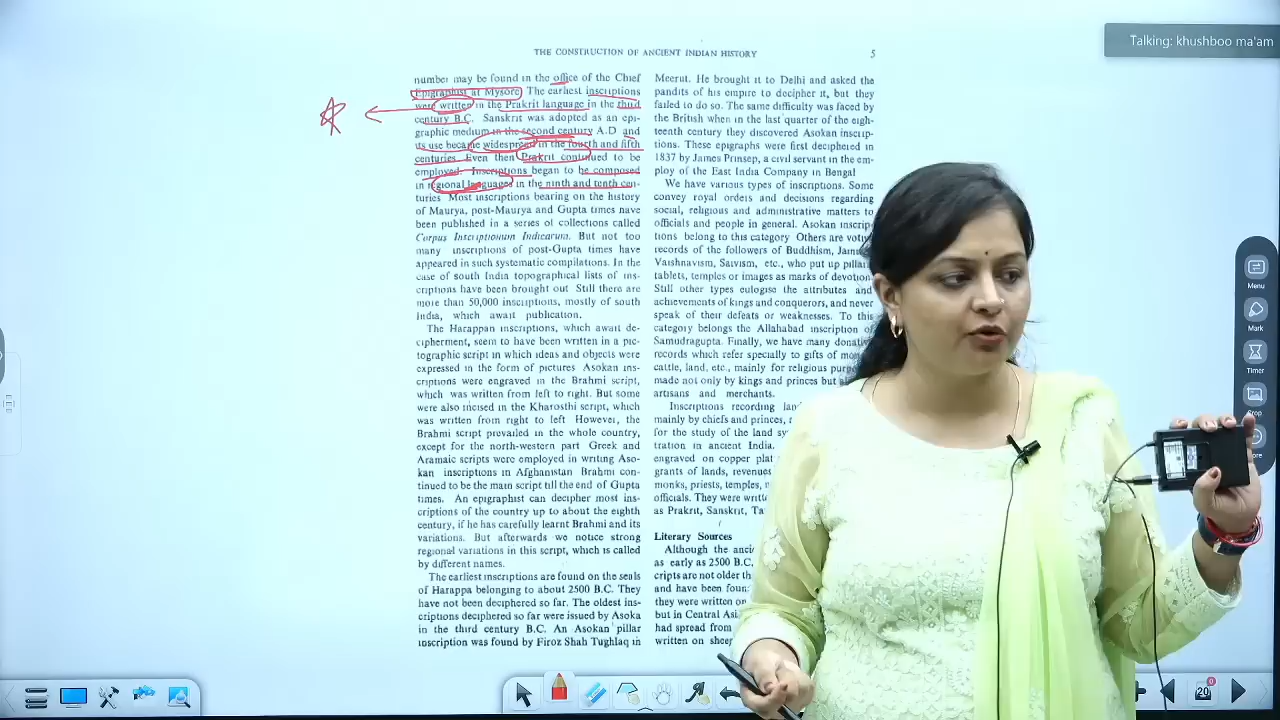 Talking: khushboo ma'am
THE CONSTRUCTION OF ANCIENT INDIAN HISTORY 5
number may be found in the office of the Chief
Epigraphist at Mysore The earliest inscriptions
were written in the Prakrit language in the third
century B.C. Sanskrit was adopted as an epi-
graphic medium in the second century A.D and
its use became widespread in the fourth and fifth
centuries. Even then Prakrit continued to be
employed. Inscriptions began to be composed
in regional languages in the ninth and tenth cen-
turies. Most inscriptions bearing on the history
of Maurya, post-Maurya and Gupta times nave
been published in a series of collections called
Corpus Inscriptionum Indicarum. But not too
many inscriptions of post-Gupta times have
appeared in such systematic compilations. In the
case of south India topographical lists of ins-
criptions have been brought out Still there are
more than 50,000 inscriptions, mostly of south
India, which await publication.
The Harappan inscriptions, which await de-
cipherment, seem to have been written in a pic-
tographic script in which ideas and objects were
expressed in the form of pictures Asokan ins-
criptions were engraved in the Brahmi script,
which was written from left to right. But some
were also incised in the Kharosthi script, which
was written from right to left However, the
Brahmi script prevailed in the whole country,
except for the north-western part Greek and
Aramaic scripts were employed in writing Aso-
kan inscriptions in Afghanistan Brahmi con-
tinued to be the main script till the end of Gupta
times. An epigraphist can decipher most ins-
criptions of the country up to about the eighth
century, if he has carefully learnt Brahmi and its
variations. But afterwards we notice strong
regional variations in this script, which is called
by different names.
The earliest inscriptions are found on the seals
of Harappa belonging to about 2500 B.C. They
have not been deciphered so far. The oldest ins-
criptions deciphered so far were issued by Asoka
in the third century B.C. An Asokan pillar
inscription was found by Firoz Shah Tughlaq in
Meerut. He brought it to Delhi and asked the
pandits of his empire to decipher it, but they
failed to do so. The same difficulty was faced by
the British when in the last quarter of the eigh-
teenth century they discovered Asokan inscrip-
tions. These epigraphs were first deciphered in
1837 by James Prinsep, a civil servant in the em-
ploy of the East India Company in Bengal
We have various types of inscriptions. Some
convey royal orders and decisions regarding
social, religious and administrative matters to
officials and people in general. Asokan inscrip-
tions belong to this category Others are
records of the followers of Buddhism,
Vaishnavism, Saivism, etc., who put up
tablets, temples or images as marks of
Still other types eulogise the attributes and
achievements of kings and conquerors, and never
speak of their defeats or weaknesses. To this
category belongs the Allahabad inscription of
Samudragupta. Finally, we have many
records which refer specially to gifts of
cattle, land, etc., mainly for religious
made not only by kings and princes but
artisans and merchants.
Inscriptions recording
mainly by chiefs and princes,
for the study of the land
tration in ancient India.
engraved on copper
grants of lands, revenues
monks, priests, temples,
officials. They were
as Prakrit, Sanskrit,
Literary Sources
Although the
as early as 2500 B.C,
cripts are not older
and have been
they were written on
but in Central
had spread from
written on
Menu
Mark
Timer
20
0